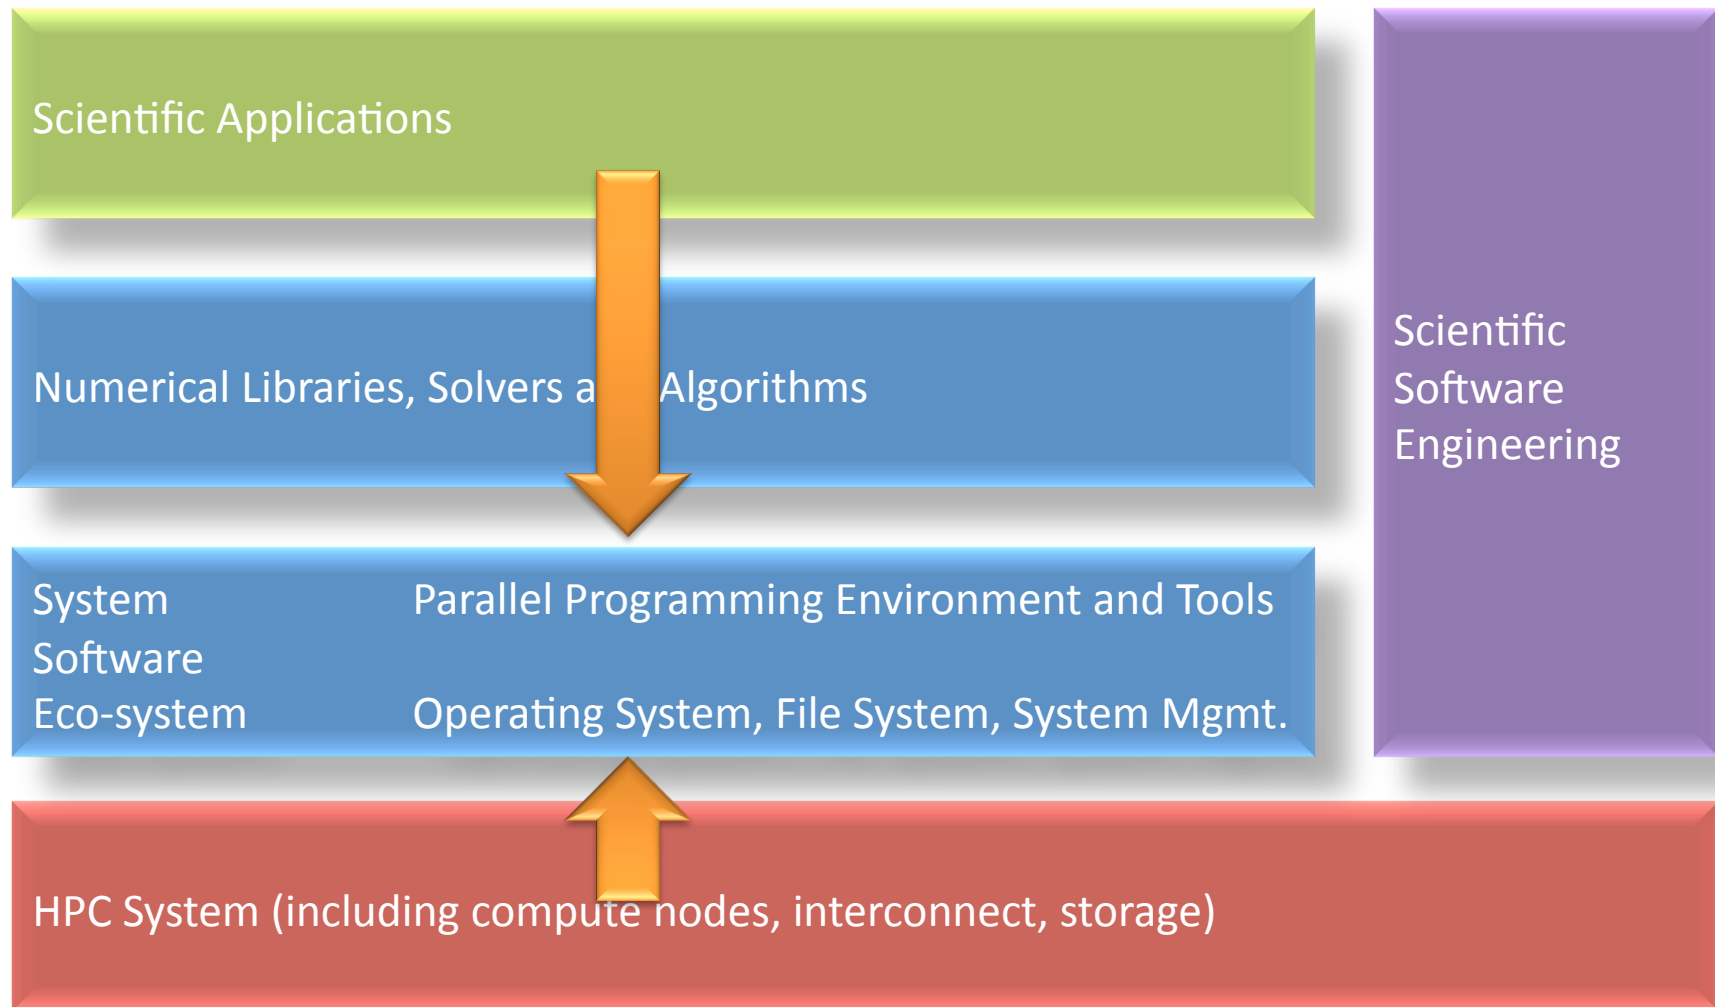 Scientific Applications
Numerical Libraries, Solvers a Algorithms
Scientific
Software
Engineering
System Parallel Programming Environment and Tools
Software
Eco-system Operating System, File System, System Mgmt.
HPC System (including compute nodes, interconnect, storage)